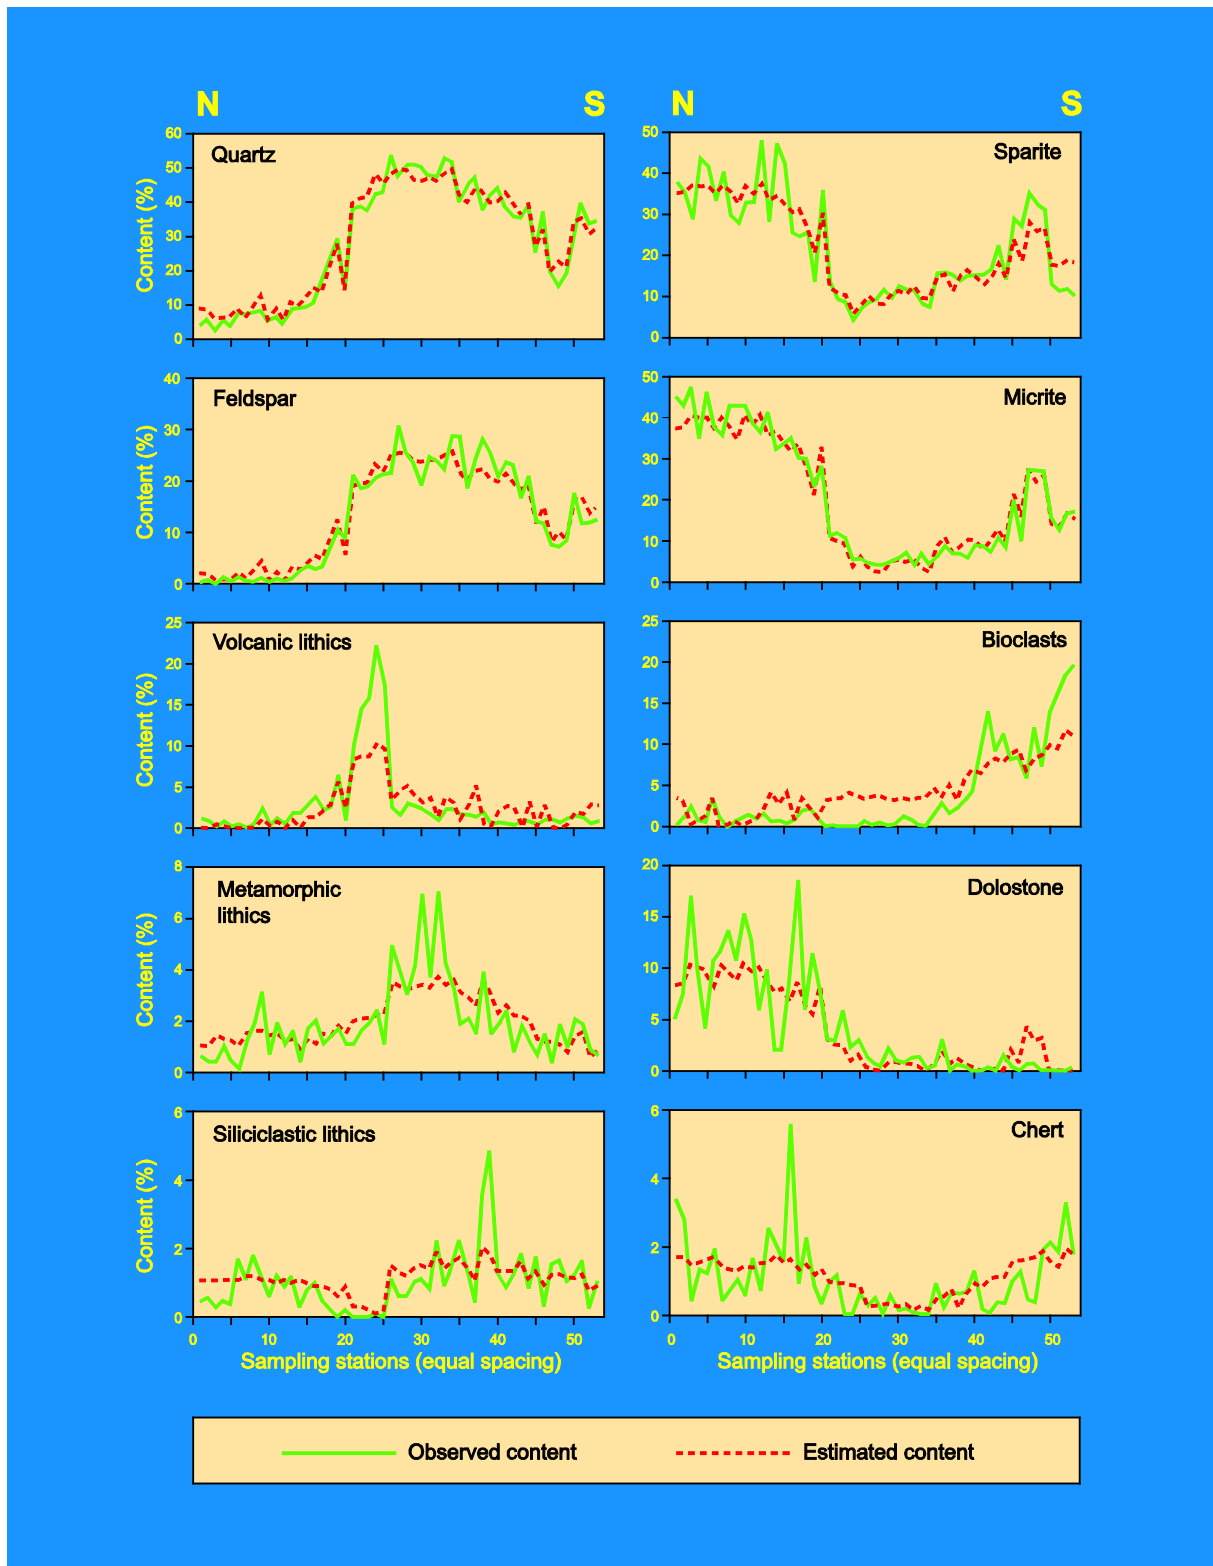 N S N S
60 50 40 30 20 10 0
Content (%)
Quartz
50 40 30 20 10 0
Sparite
40 30 20 10 0
Content (%)
Feldspar
50 40 30 20 10 0
Micrite
25 20 15 10 5 0
Content (%)
Volcanic lithics
25 20 15 10 5 0
Bioclasts
8 6 4 2 0
Content (%)
Metamorphic
lithics
20 15 10 5 0
Dolostone
6 4 2 0
Content (%)
Siliciclastic lithics
6 4 2 0
Chert
0 10 20 30 40 50
Sampling stations (equal spacing)
0 10 20 30 40 50
Sampling stations (equal spacing)
Observed content
Estimated content